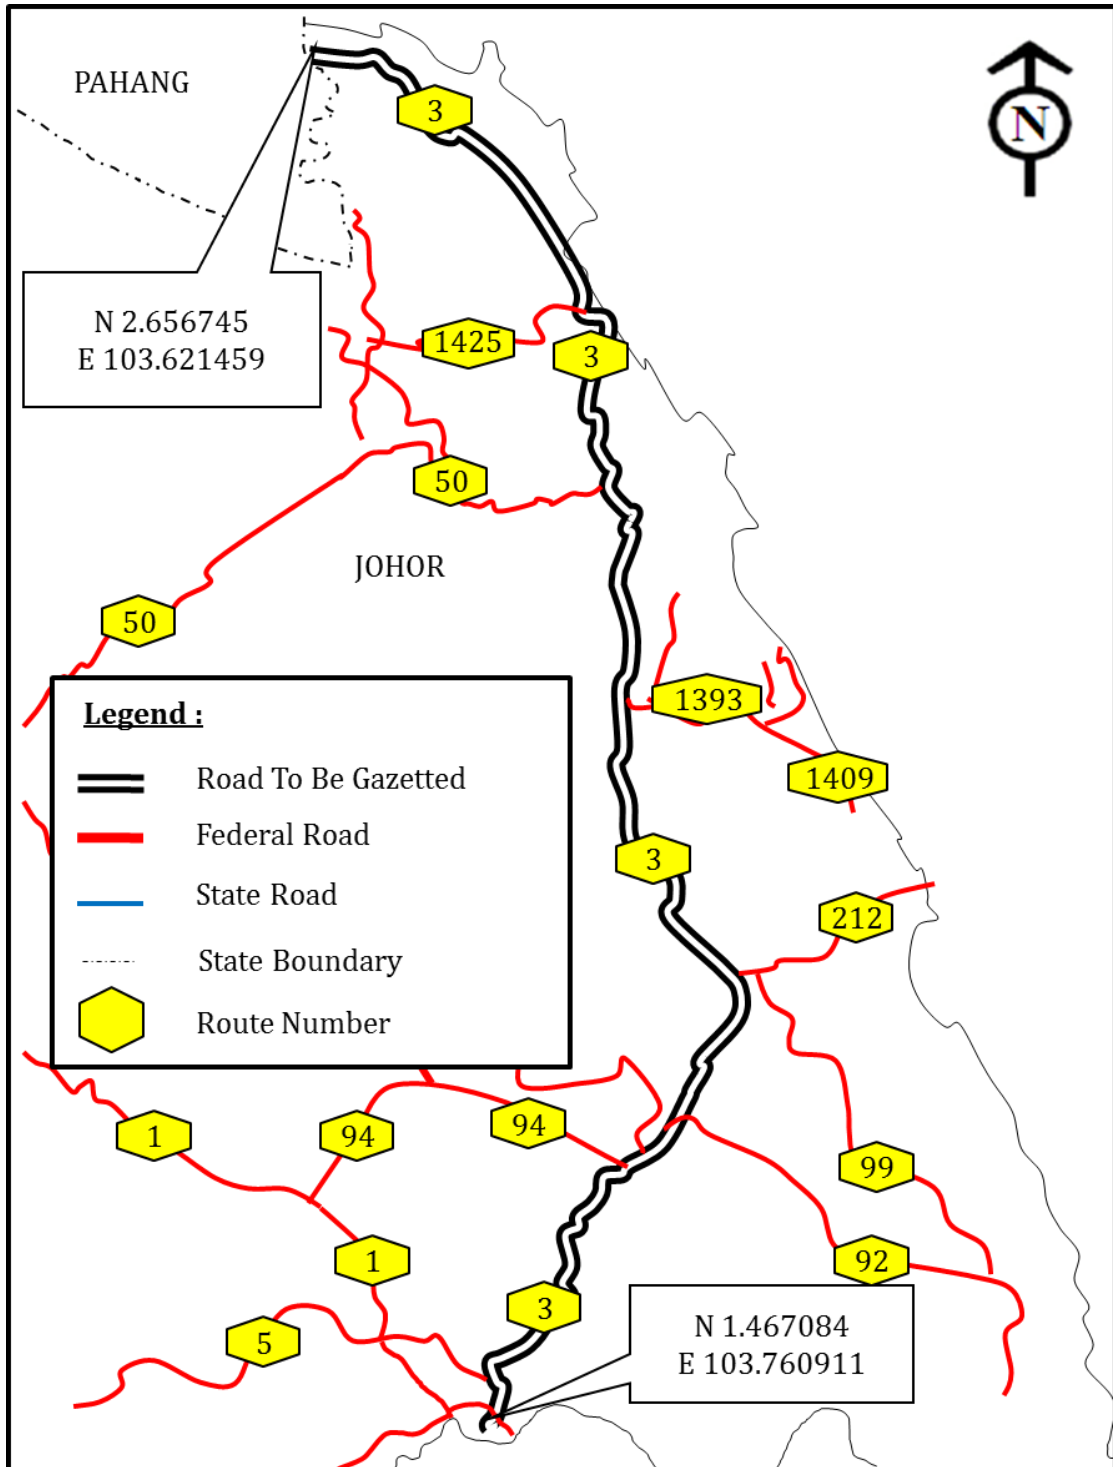 PAHANG
3
N
N 2.656745
E 103.621459
1425
3
50
JOHOR
50
1393
1409
Legend :
Road To Be Gazetted
Federal Road
State Road
State Boundary
Route Number
3
212
1
94
94
99
1
92
3
5
N 1.467084
E 103.760911